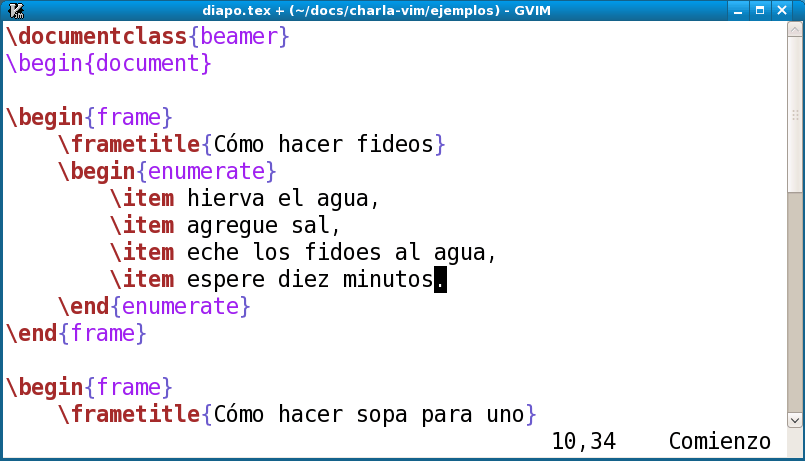 diapo.tex + (~/docs/charla-vim/ejemplos) - GVIM
\documentclass{beamer}
\begin{document}

\begin{frame}
    \frametitle{Cómo hacer fideos}
    \begin{enumerate}
        \item hierva el agua,
        \item agregue sal,
        \item eche los fidoes al agua,
        \item espere diez minutos.
    \end{enumerate}
\end{frame}

\begin{frame}
    \frametitle{Cómo hacer sopa para uno}
10,34    Comienzo